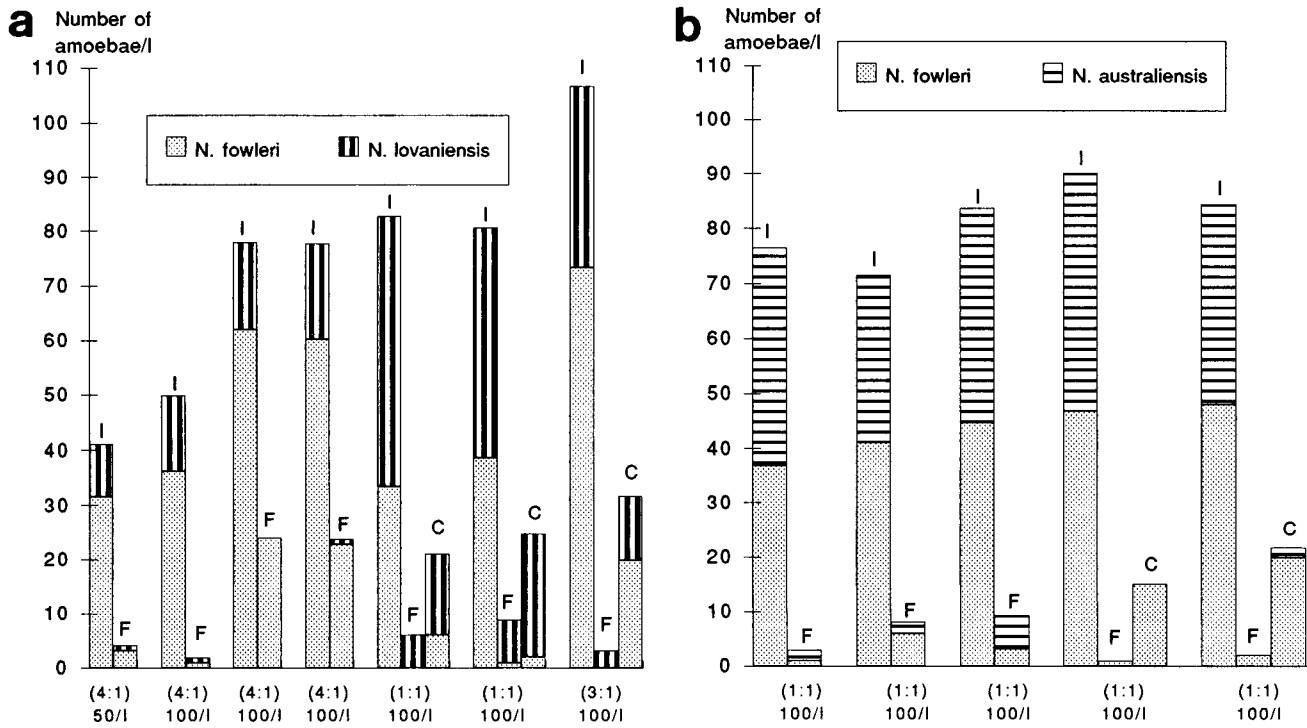 a Number of
amoebae/l
110
100
90
80
70
60
50
40
30
20
10
0
N. fowleri N. lovaniensis
I F
I F
I F
I F
I F C
I F C
I F C
(4:1) (4:1) (4:1) (4:1) (1:1) (1:1) (3:1)
50/l 100/l 100/l 100/l 100/l 100/l 100/l
b Number of
amoebae/l
110
100
90
80
70
60
50
40
30
20
10
0
N. fowleri N. australiensis
I F
I F
I F
I F C
I F C
(1:1) (1:1) (1:1) (1:1) (1:1)
100/l 100/l 100/l 100/l 100/l